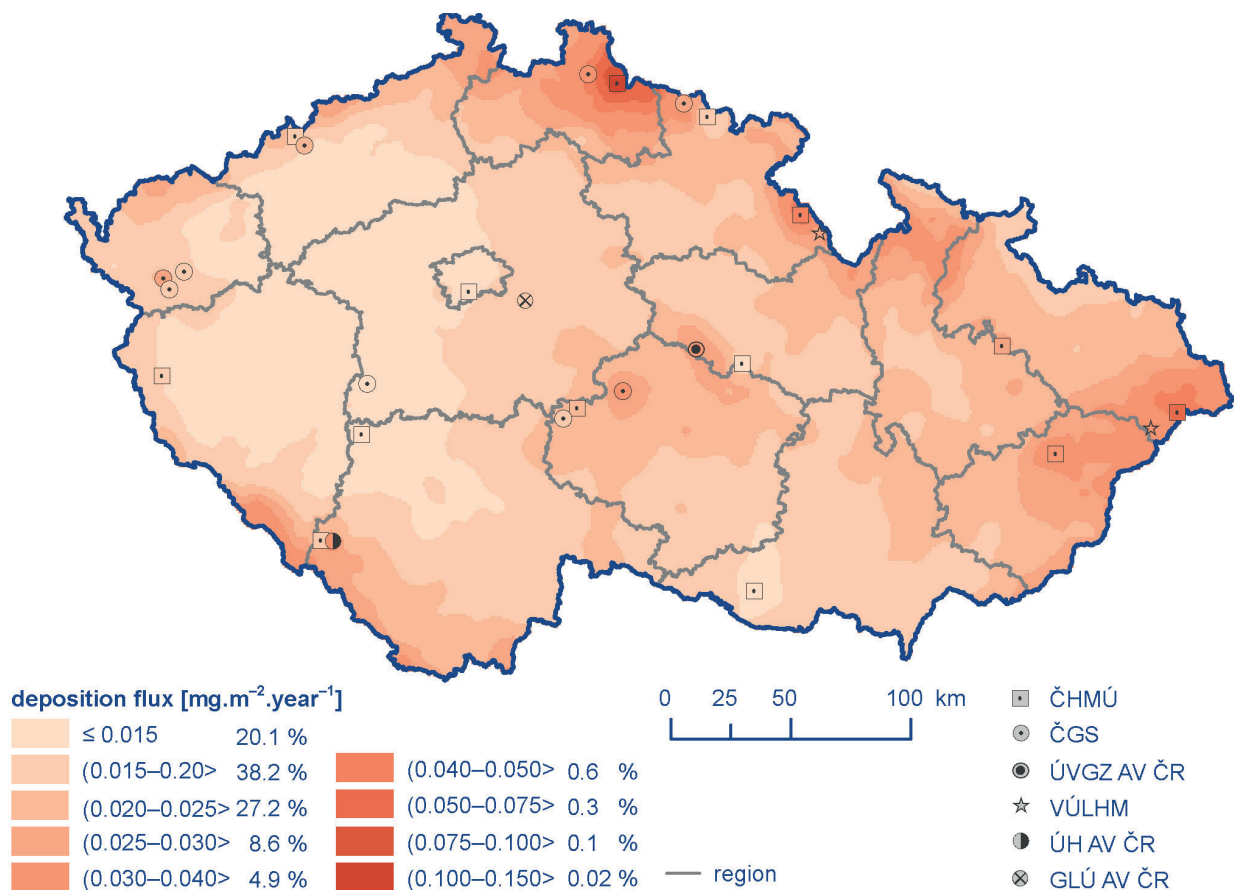 deposition flux [mg.m⁻².year⁻¹]
≤ 0.015 20.1 %
(0.015–0.20> 38.2 %
(0.020–0.025> 27.2 %
(0.025–0.030> 8.6 %
(0.030–0.040> 4.9 %
(0.040–0.050> 0.6 %
(0.050–0.075> 0.3 %
(0.075–0.100> 0.1 %
(0.100–0.150> 0.02 %
0 25 50 100 km
region
ČHMÚ
ČGS
ÚVGZ AV ČR
VÚLHM
ÚH AV ČR
GLÚ AV ČR